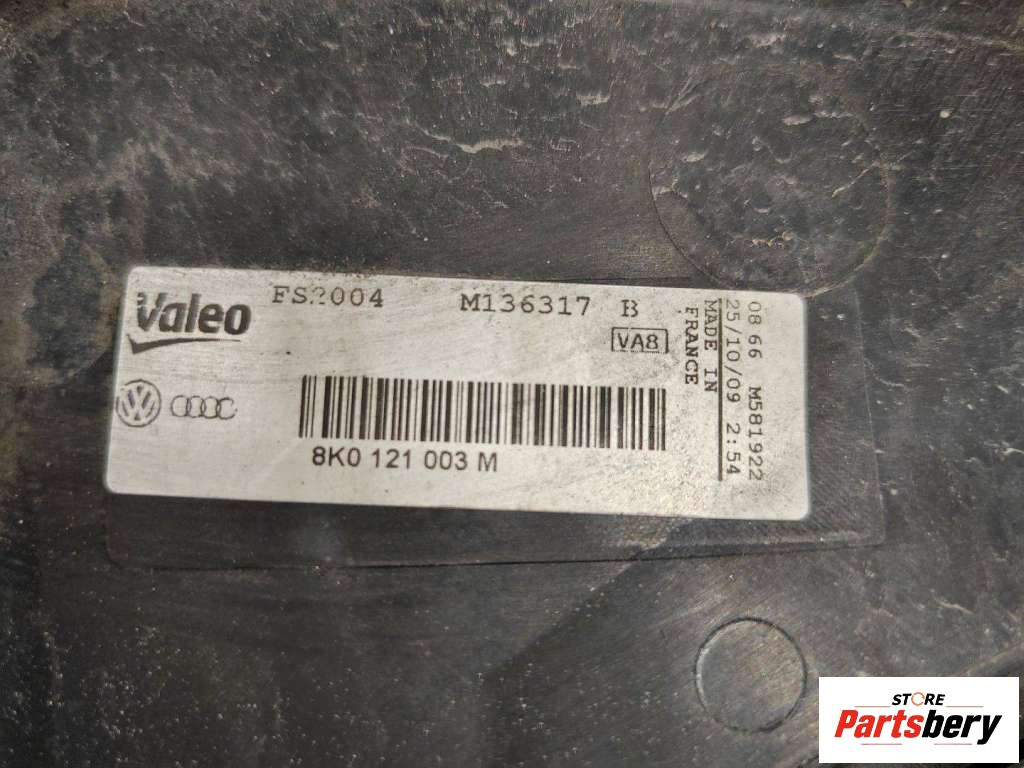 Valeo
FS2004 M136317 B
VA8
8K0 121 003 M
FRANCE
MADE IN
25/10/09 2:54
08 66 M581922
STORE
Partsbery